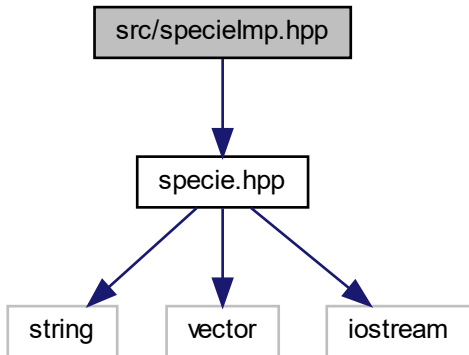 src/specieImp.hpp
specie.hpp
string
vector
iostream